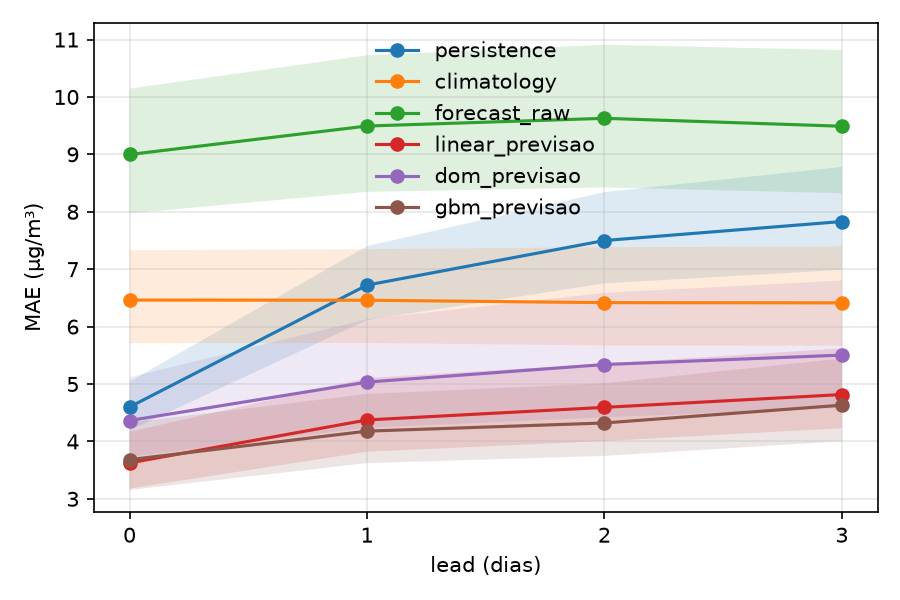 11
10
9
8
7
6
5
4
3
MAE (µg/m³)
persistence
climatology
forecast_raw
linear_previsao
dom_previsao
gbm_previsao
0 1 2 3
lead (dias)